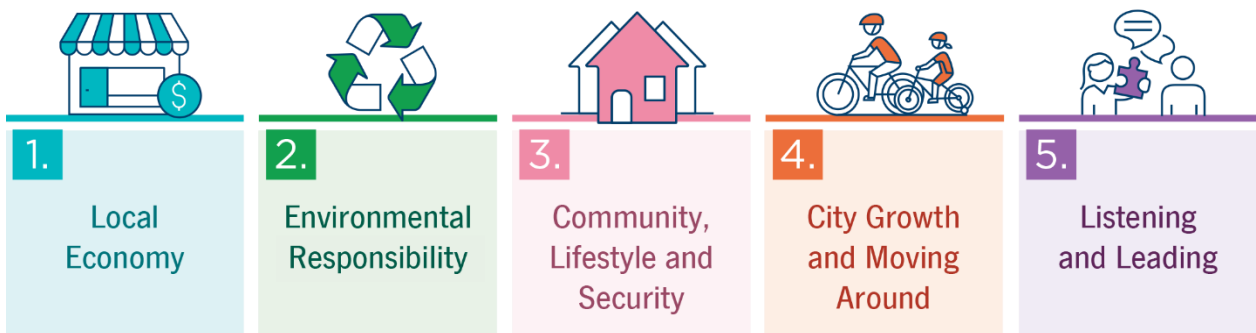 $
1.
Local
Economy
2.
Environmental
Responsibility
3.
Community,
Lifestyle and
Security
4.
City Growth
and Moving
Around
5.
Listening
and Leading